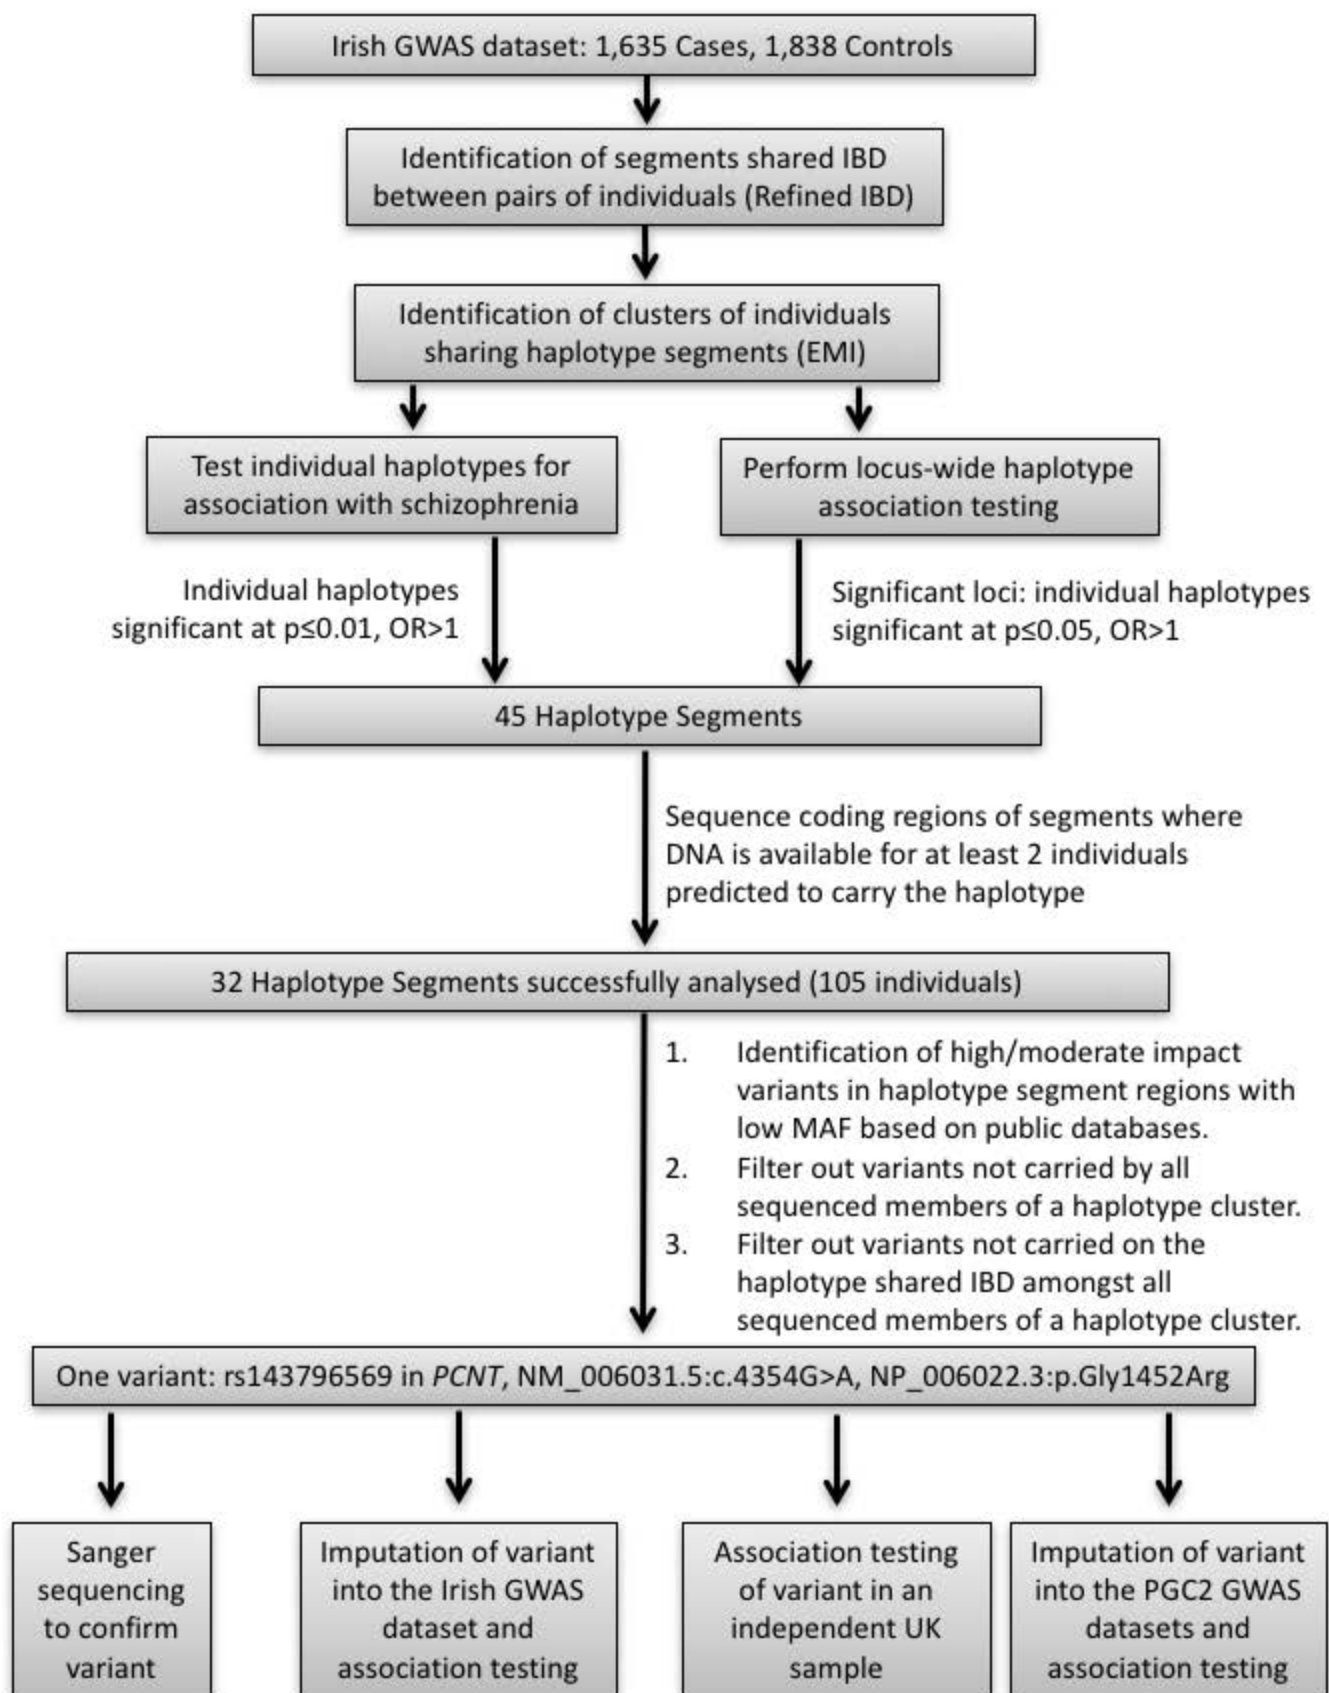 Irish GWAS dataset: 1,635 Cases, 1,838 Controls
Identification of segments shared IBD
between pairs of individuals (Refined IBD)
Identification of clusters of individuals
sharing haplotype segments (EMI)
Test individual haplotypes for
association with schizophrenia
Perform locus-wide haplotype
association testing
Individual haplotypes
significant at p≤0.01, OR>1
Significant loci: individual haplotypes
significant at p≤0.05, OR>1
45 Haplotype Segments
Sequence coding regions of segments where
DNA is available for at least 2 individuals
predicted to carry the haplotype
32 Haplotype Segments successfully analysed (105 individuals)
1. Identification of high/moderate impact
variants in haplotype segment regions with
low MAF based on public databases.
2. Filter out variants not carried by all
sequenced members of a haplotype cluster.
3. Filter out variants not carried on the
haplotype shared IBD amongst all
sequenced members of a haplotype cluster.
One variant: rs143796569 in PCNT, NM_006031.5:c.4354G>A, NP_006022.3:p.Gly1452Arg
Sanger
sequencing
to confirm
variant
Imputation of variant
into the Irish GWAS
dataset and
association testing
Association testing
of variant in an
independent UK
sample
Imputation of variant
into the PGC2 GWAS
datasets and
association testing